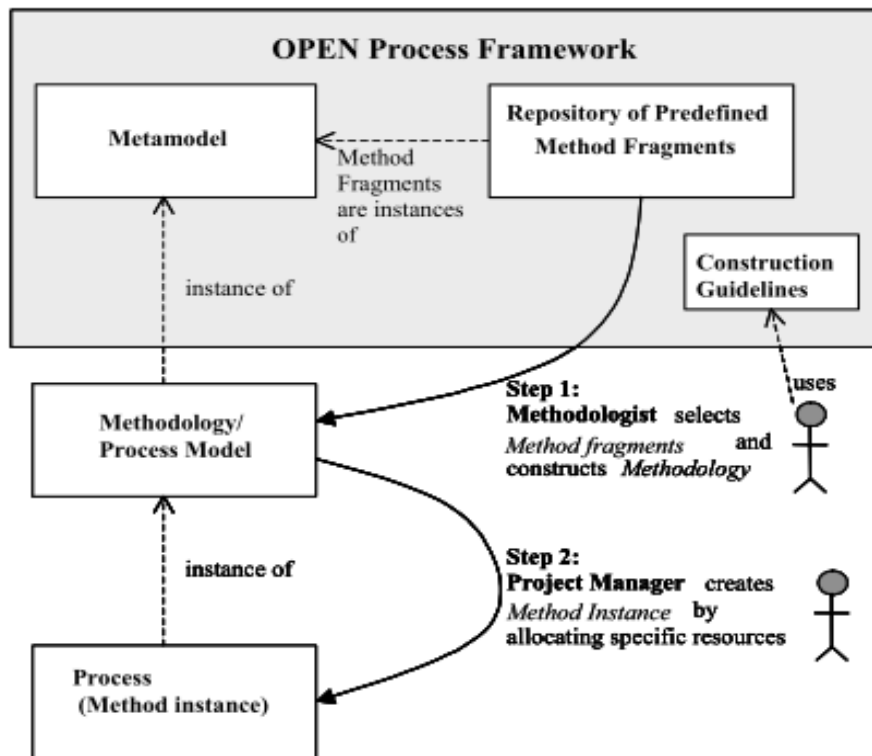 OPEN Process Framework
Metamodel
Repository of Predefined
Method Fragments
Method
Fragments
are instances
of
Construction
Guidelines
instance of
uses
Methodology/
Process Model
Step 1:
Methodologist selects
Method fragments and
constructs Methodology
instance of
Step 2:
Project Manager creates
Method Instance by
allocating specific resources
Process
(Method instance)